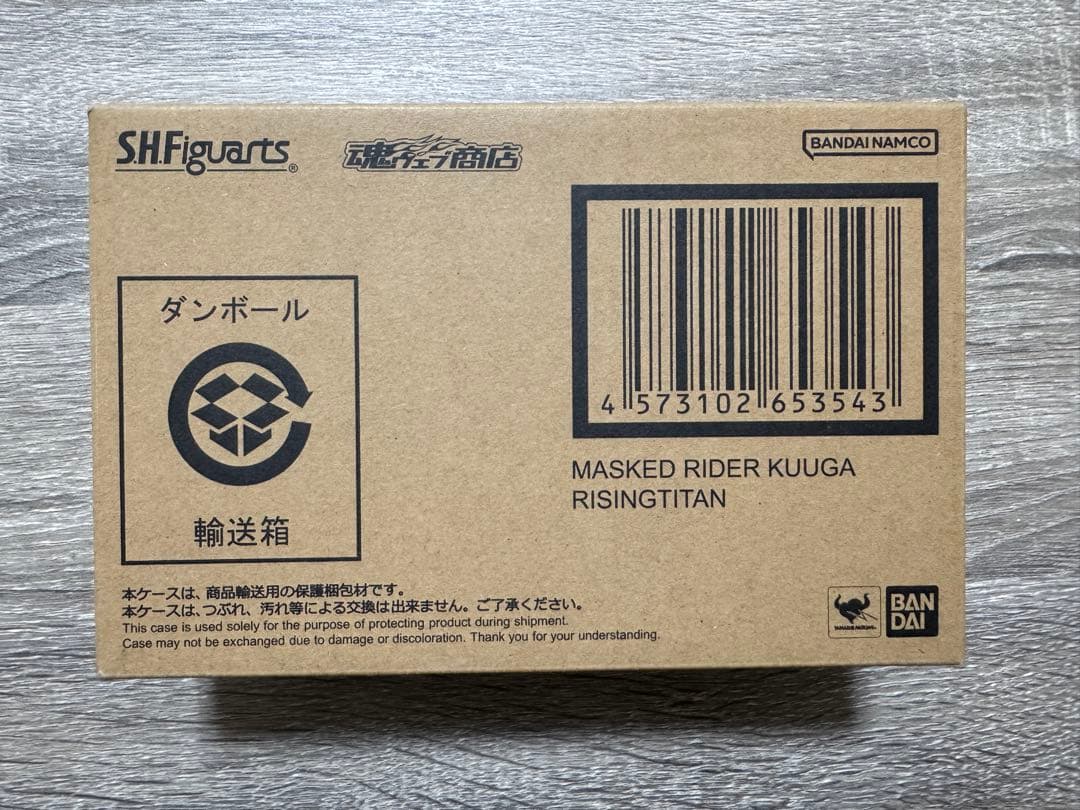 S.H.Figuarts®
魂ウェブ商店
BANDAI NAMCO
ダンボール
輸送箱
4 573102 653543
MASKED RIDER KUUGA
RISINGTITAN
本ケースは、商品輸送用の保護梱包材です。
本ケースは、つぶれ、汚れ等による交換は出来ません。ご了承ください。
This case is used solely for the purpose of protecting product during shipment.
Case may not be exchanged due to damage or discoloration. Thank you for your understanding.
TAMASHII NATIONS
BAN
DAI